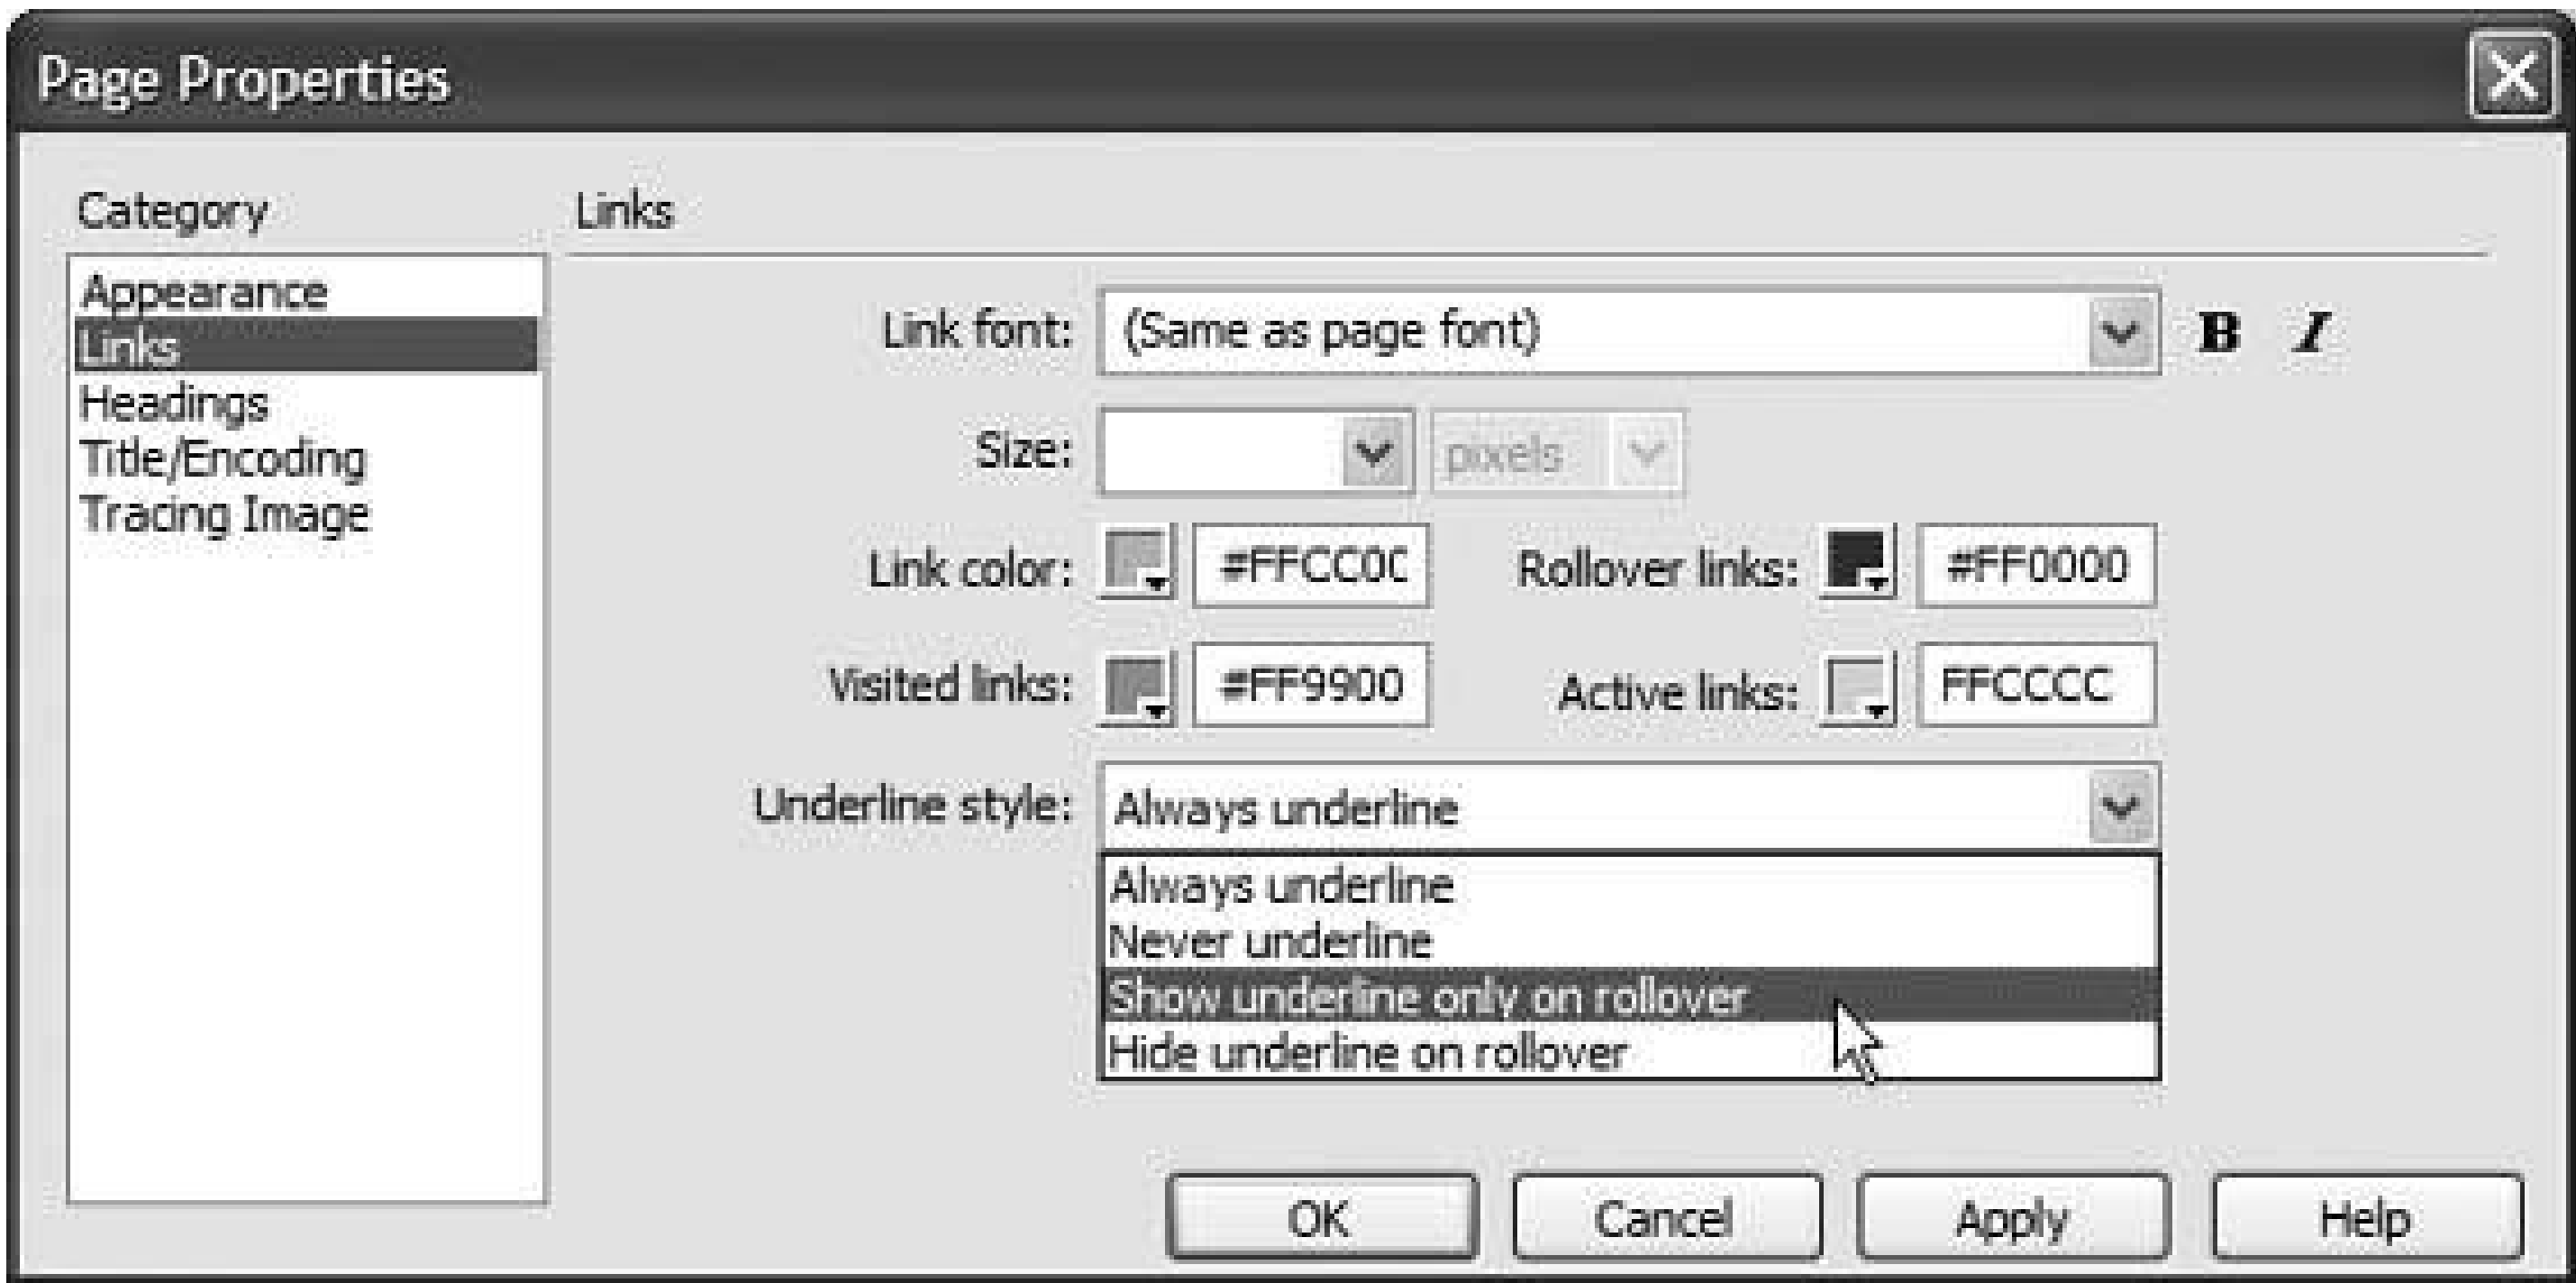 Page Properties
Category
Links
Appearance
Links
Headings
Title/Encoding
Tracing Image
Link font: (Same as page font) B I
Size: pixels
Link color: #FFCC0C Rollover links: #FF0000
Visited links: #FF9900 Active links: FFCCCC
Underline style: Always underline
Always underline
Never underline
Show underline only on rollover
Hide underline on rollover
OK Cancel Apply Help